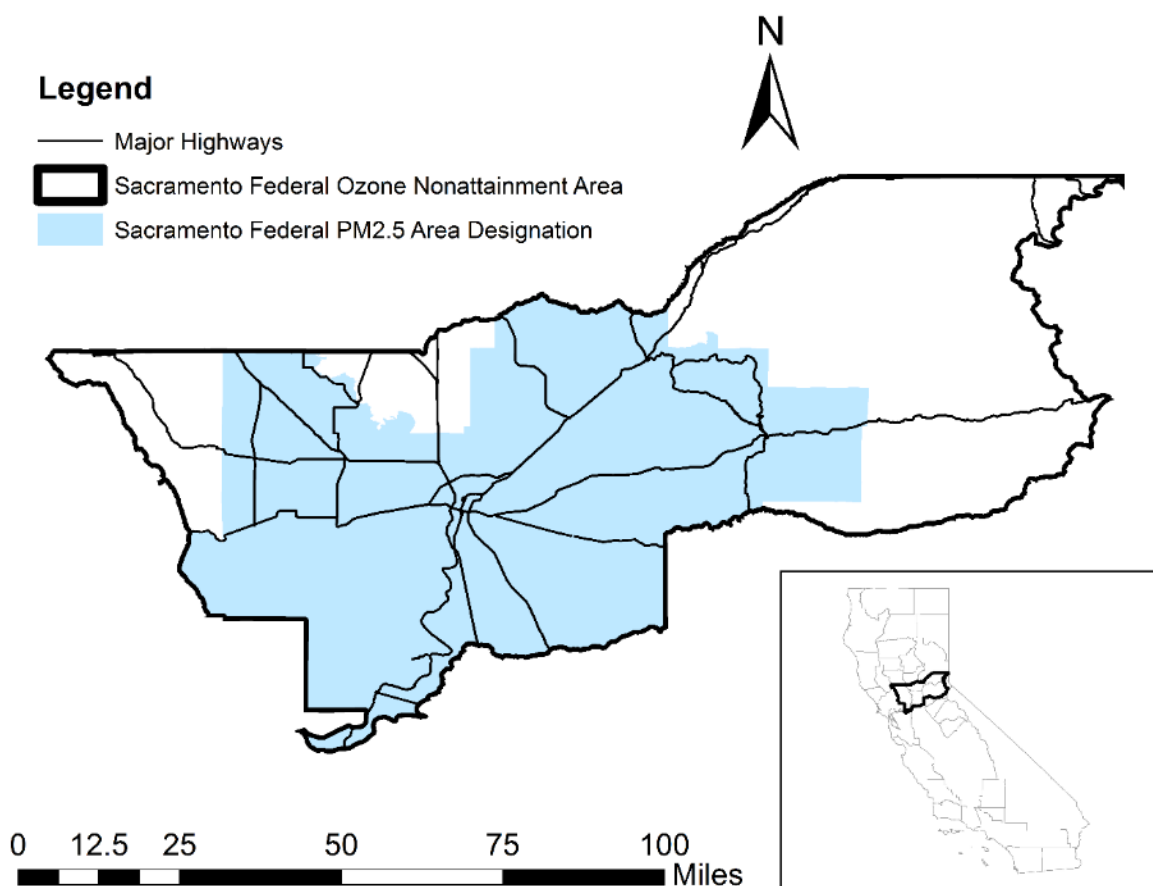 N
Legend
Major Highways
Sacramento Federal Ozone Nonattainment Area
Sacramento Federal PM2.5 Area Designation
0 12.5 25 50 75 100
Miles